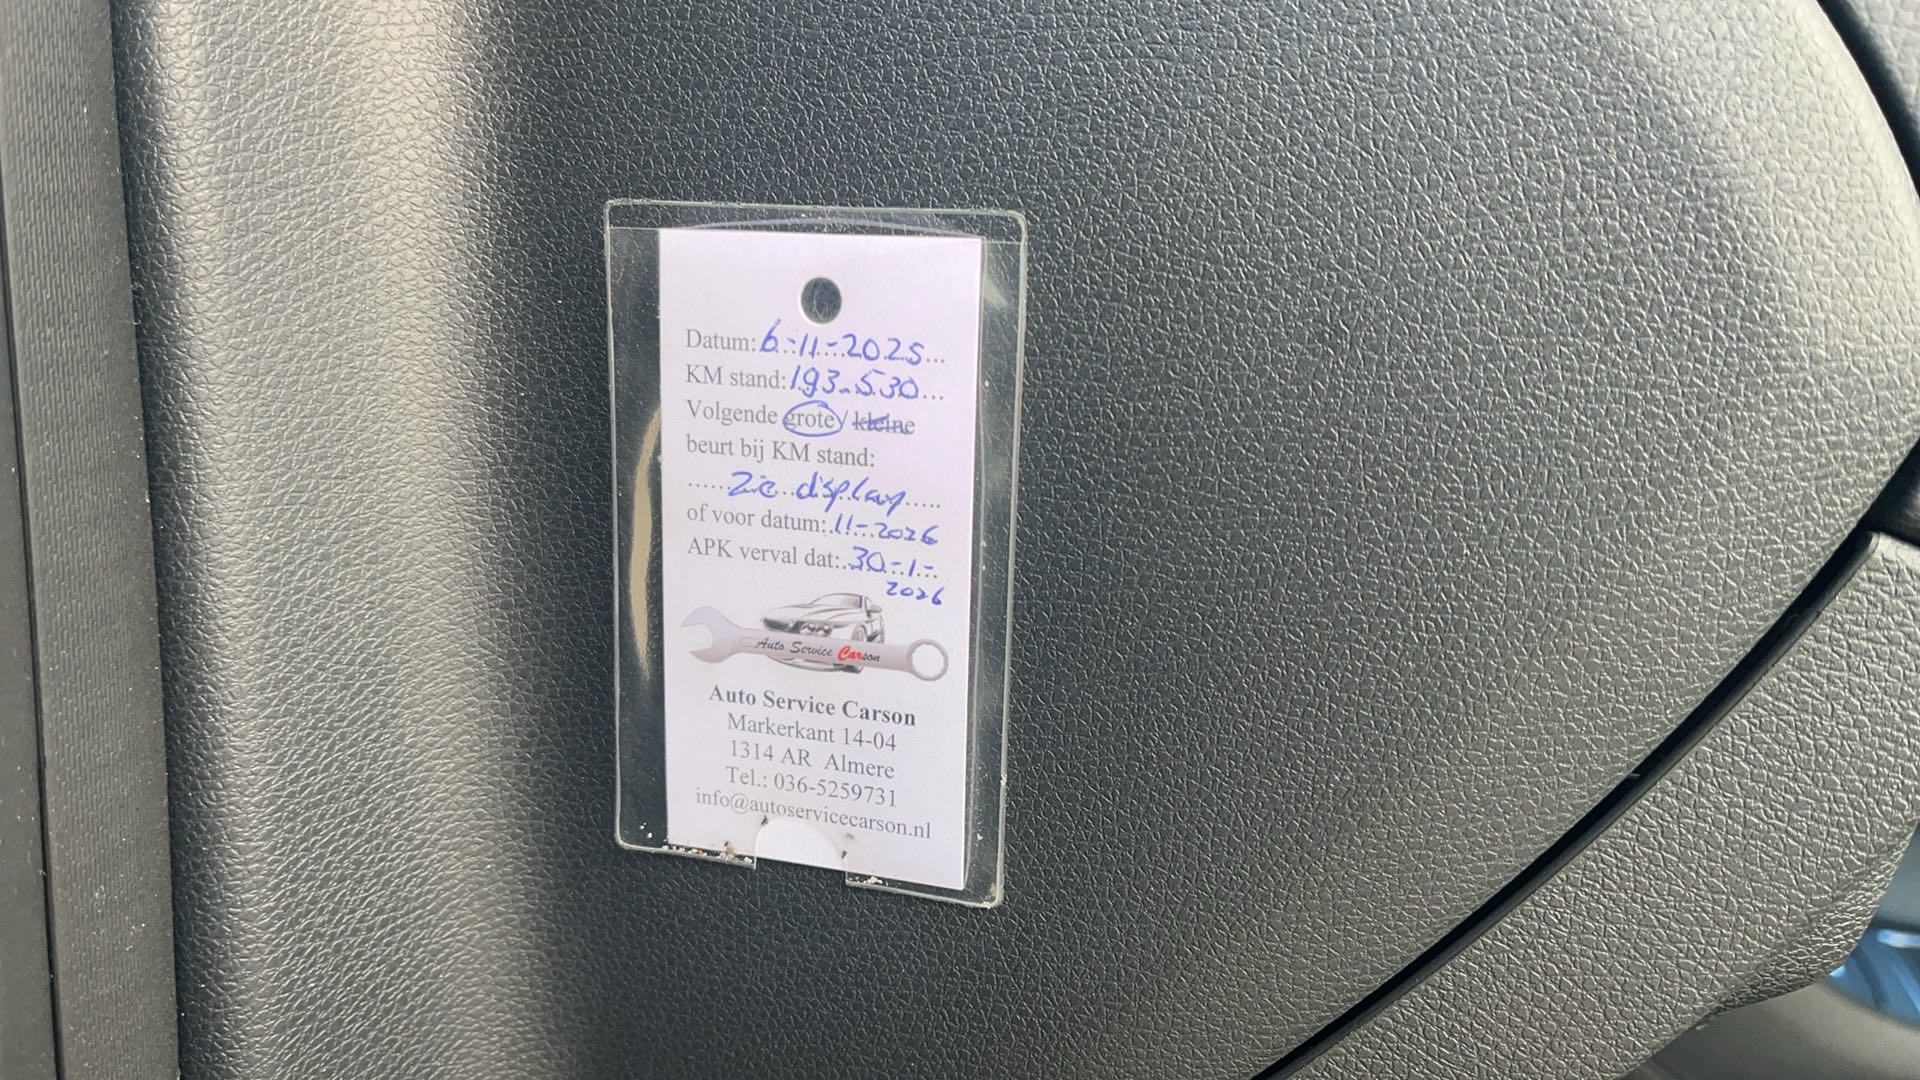 Datum: 6-11-2025
KM stand: 193.530
Volgende grote / kleine
beurt bij KM stand:
Zie display
of voor datum: 11-2026
APK verval dat: 30-1-
2026
Auto Service Carson
Auto Service Carson
Markerkant 14-04
1314 AR Almere
Tel.: 036-5259731
info@autoservicecarson.nl